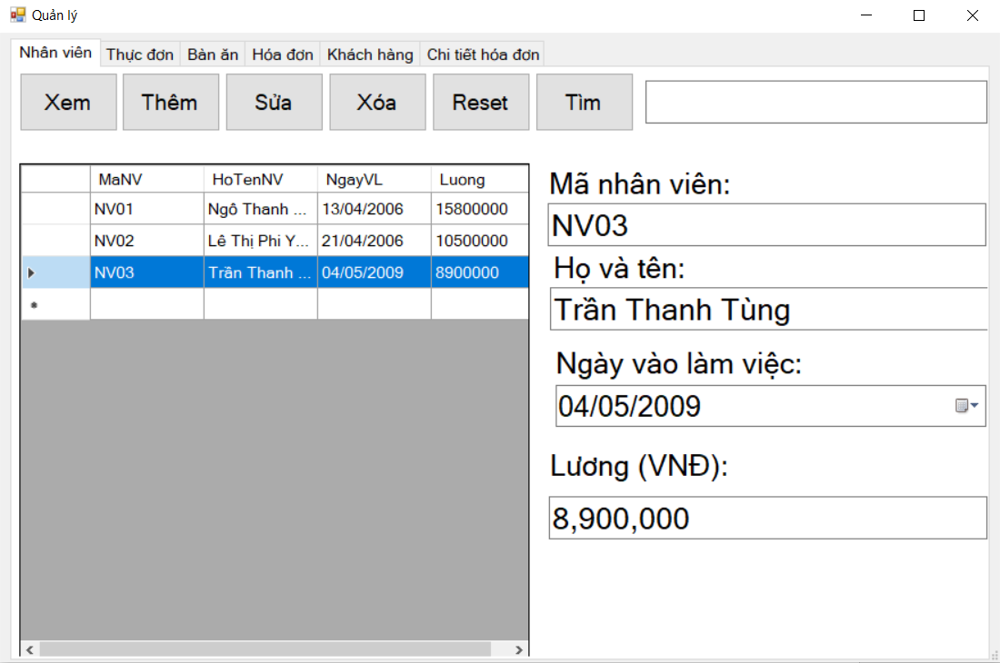 Quản lý
Nhân viên Thực đơn Bàn ăn Hóa đơn Khách hàng Chi tiết hóa đơn
Xem Thêm Sửa Xóa Reset Tìm
MaNV HoTenNV NgayVL Luong
NV01 Ngô Thanh ... 13/04/2006 15800000
NV02 Lê Thị Phi Y... 21/04/2006 10500000
NV03 Trần Thanh ... 04/05/2009 8900000
Mã nhân viên:
NV03
Họ và tên:
Trần Thanh Tùng
Ngày vào làm việc:
04/05/2009
Lương (VNĐ):
8,900,000